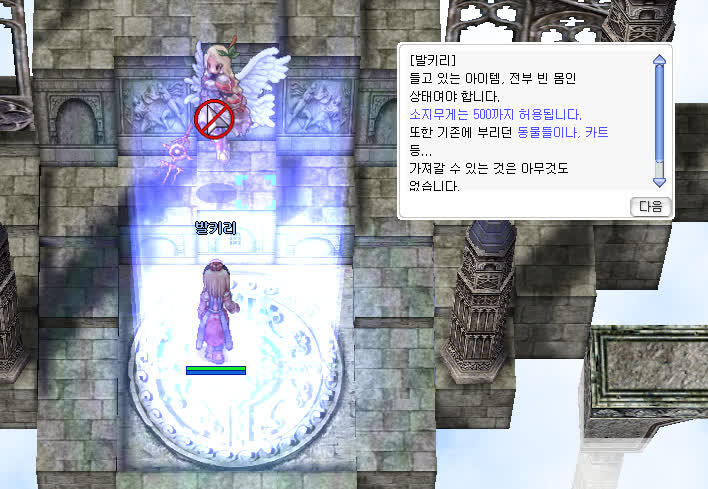 [발키리]
들고 있는 아이템, 전부 빈 몸인
상태여야 합니다.
소지무게는 500까지 허용됩니다.
또한 기존에 부리던 동물들이나, 카트
등...
가져갈 수 있는 것은 아무것도
없습니다.
다음
발키리